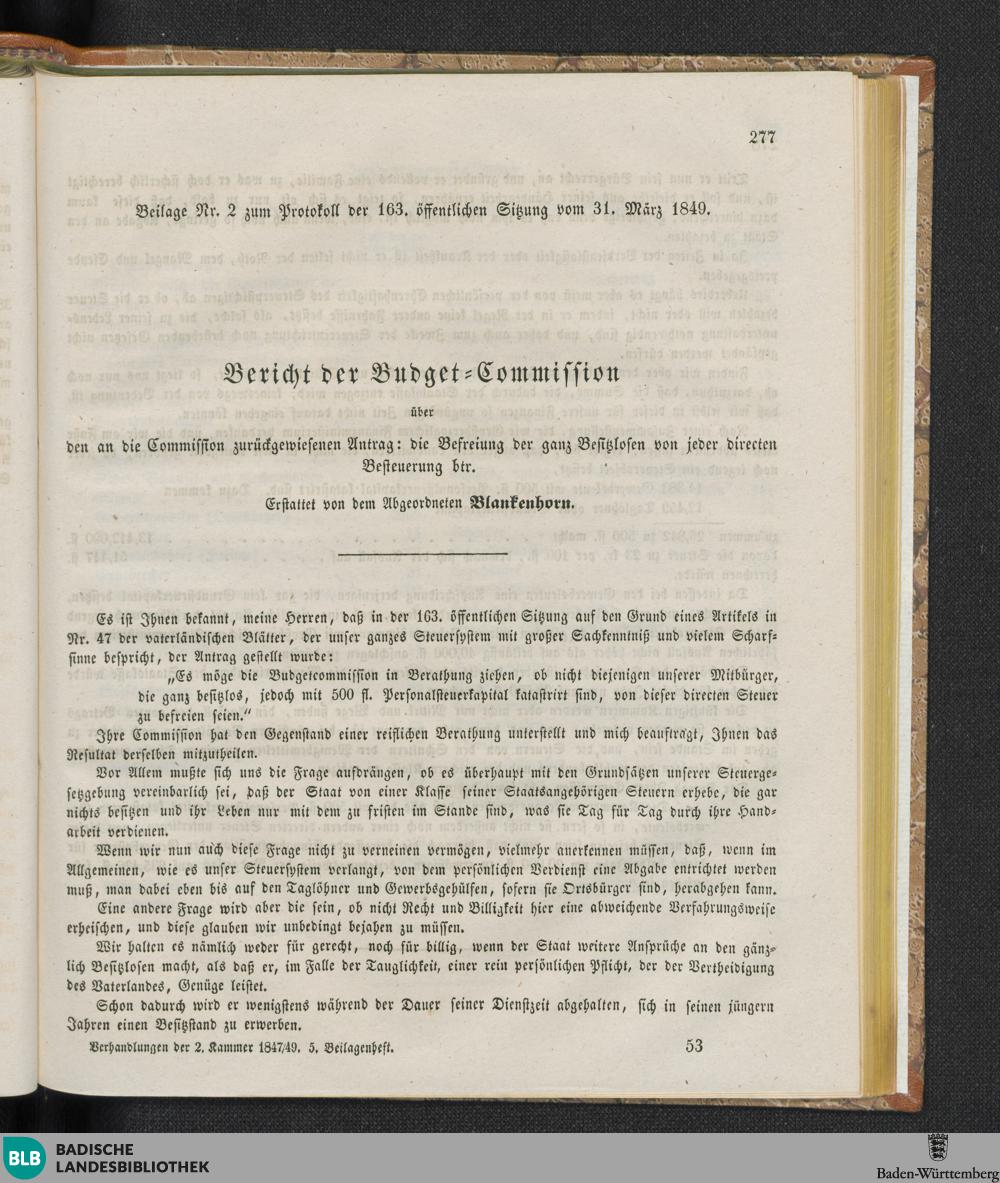 277
Beilage Nr. 2 zum Protokoll der 163. öffentlichen Sitzung vom 31. März 1849.
Bericht der Budget-Commission
über
den an die Commission zurückgewiesenen Antrag: die Befreiung der ganz Besitzlosen von jeder directen
Besteuerung btr.
Erstattet von dem Abgeordneten Blankenhorn.
Es ist Ihnen bekannt, meine Herren, daß in der 163. öffentlichen Sitzung auf den Grund eines Artikels in
Nr. 47 der vaterländischen Blätter, der unser ganzes Steuersystem mit großer Sachkenntniß und vielem Scharf-
sinne bespricht, der Antrag gestellt wurde:
„Es möge die Budgetcommission in Berathung ziehen, ob nicht diejenigen unserer Mitbürger,
die ganz besitzlos, jedoch mit 500 fl. Personalsteuerkapital katastrirt sind, von dieser directen Steuer
zu befreien seien.“
Ihre Commission hat den Gegenstand einer reiflichen Berathung unterstellt und mich beauftragt, Ihnen das
Resultat derselben mitzutheilen.
Vor Allem mußte sich uns die Frage aufdrängen, ob es überhaupt mit den Grundsätzen unserer Steuerge-
setzgebung vereinbarlich sei, daß der Staat von einer Klasse seiner Staatsangehörigen Steuern erhebe, die gar
nichts besitzen und ihr Leben nur mit dem zu fristen im Stande sind, was sie Tag für Tag durch ihre Hand-
arbeit verdienen.
Wenn wir nun auch diese Frage nicht zu verneinen vermögen, vielmehr anerkennen müssen, daß, wenn im
Allgemeinen, wie es unser Steuersystem verlangt, von dem persönlichen Verdienst eine Abgabe entrichtet werden
muß, man dabei eben bis auf den Taglöhner und Gewerbsgehülfen, sofern sie Ortsbürger sind, herabgehen kann.
Eine andere Frage wird aber die sein, ob nicht Recht und Billigkeit hier eine abweichende Verfahrungsweise
erheischen, und diese glauben wir unbedingt bejahen zu müssen.
Wir halten es nämlich weder für gerecht, noch für billig, wenn der Staat weitere Ansprüche an den gänz-
lich Besitzlosen macht, als daß er, im Falle der Tauglichkeit, einer rein persönlichen Pflicht, der der Vertheidigung
des Vaterlandes, Genüge leistet.
Schon dadurch wird er wenigstens während der Dauer seiner Dienstzeit abgehalten, sich in seinen jüngern
Jahren einen Besitzstand zu erwerben.
Verhandlungen der 2. Kammer 1847/49. 5. Beilagenheft.
53
BLB
BADISCHE
LANDESBIBLIOTHEK
Baden-Württemberg